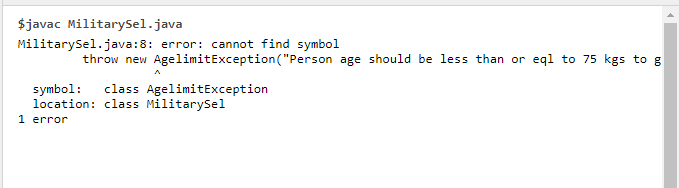 $javac MilitarySel.java
MilitarySel.java:8: error: cannot find symbol
throw new AgelimitException("Person age should be less than or eql to 75 kgs to g
^
symbol: class AgelimitException
location: class MilitarySel
1 error